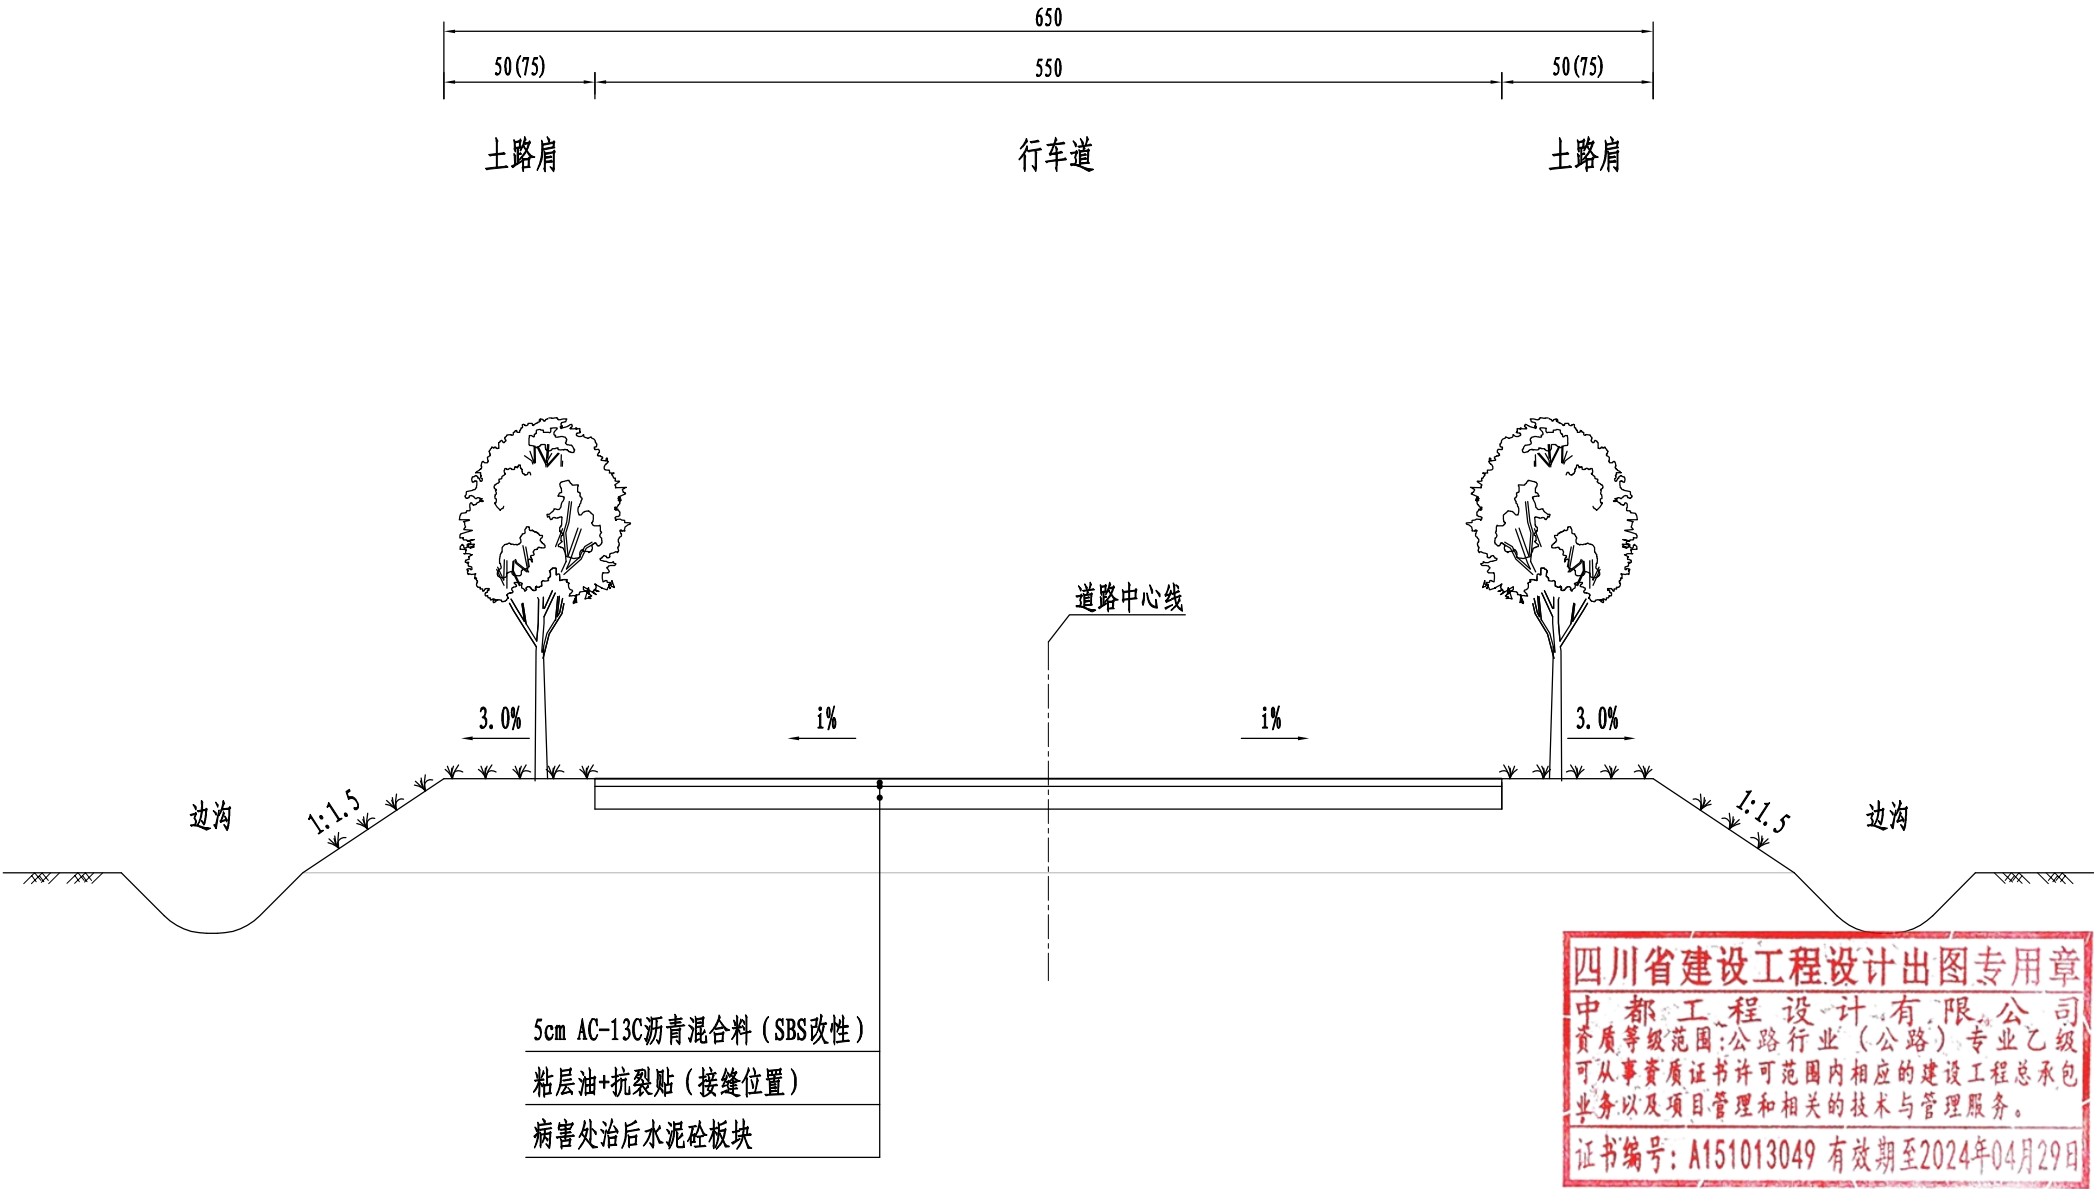 650
50(75)
550
50(75)
土路肩
行车道
土路肩
道路中心线
3.0%
i%
i%
3.0%
1:1.5
1:1.5
边沟
边沟
5cm AC-13C沥青混合料（SBS改性）
粘层油+抗裂贴（接缝位置）
病害处治后水泥砼板块
四川省建设工程设计出图专用章
中都工程设计有限公司
资质等级范围:公路行业（公路）专业乙级
可从事资质证书许可范围内相应的建设工程总承包
业务以及项目管理和相关的技术与管理服务。
证书编号: A151013049 有效期至2024年04月29日